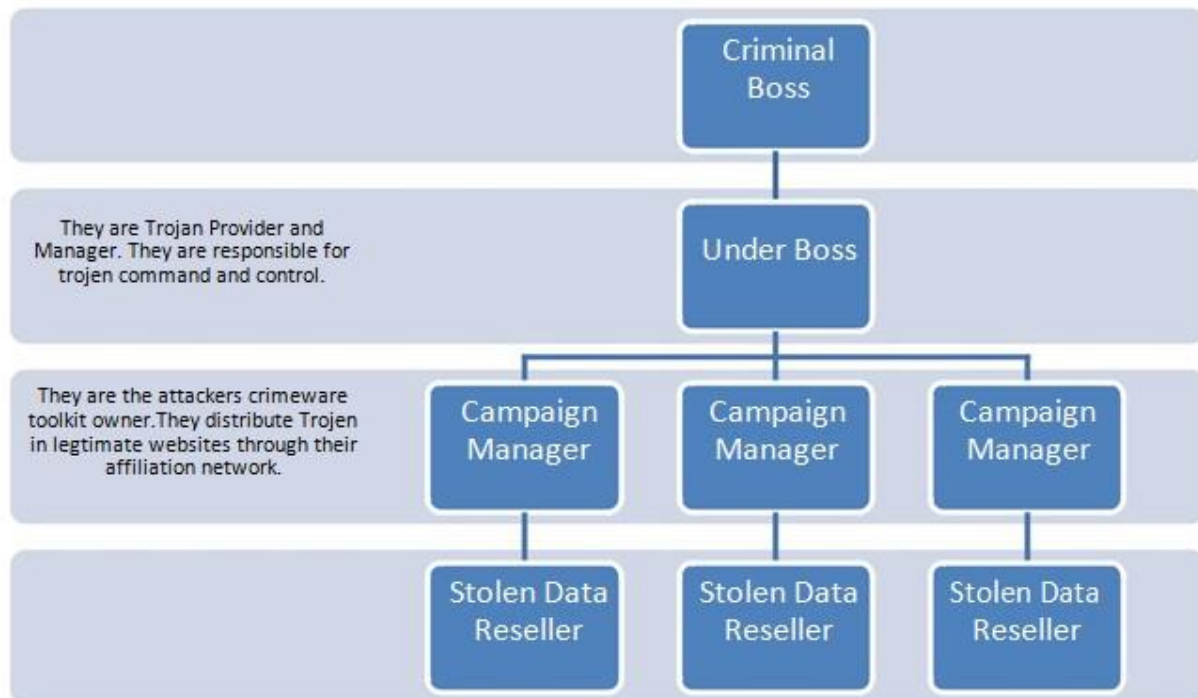 Criminal
Boss
They are Trojan Provider and
Manager. They are responsible for
trojen command and control.
Under Boss
They are the attackers crimeware
toolkit owner.They distribute Trojen
in legtimate websites through their
affiliation network.
Campaign
Manager
Campaign
Manager
Campaign
Manager
Stolen Data
Reseller
Stolen Data
Reseller
Stolen Data
Reseller